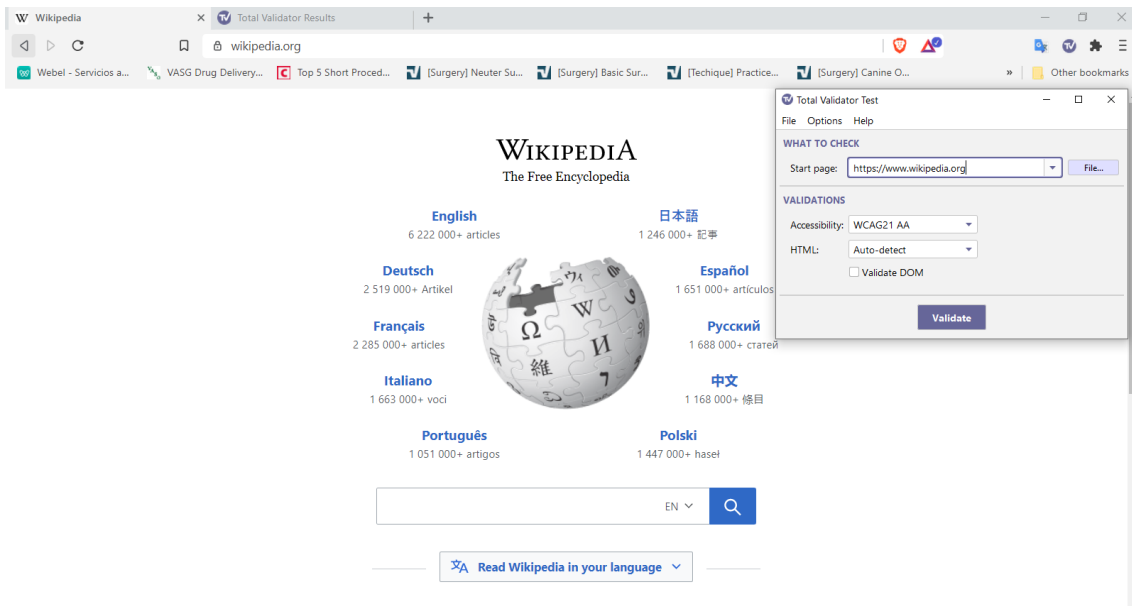 Wikipedia
Total Validator Results
wikipedia.org
Webel - Servicios a...
VASG Drug Delivery...
Top 5 Short Proced...
[Surgery] Neuter Su...
[Surgery] Basic Sur...
[Techique] Practice...
[Surgery] Canine O...
»
Other bookmarks
WIKIPEDIA
The Free Encyclopedia
English
6 222 000+ articles
日本語
1 246 000+ 記事
Deutsch
2 519 000+ Artikel
Español
1 651 000+ artículos
Français
2 285 000+ articles
Русский
1 688 000+ статей
Italiano
1 663 000+ voci
中文
1 168 000+ 條目
Português
1 051 000+ artigos
Polski
1 447 000+ haseł
EN
Read Wikipedia in your language
Total Validator Test
File Options Help
WHAT TO CHECK
Start page: https://www.wikipedia.org File...
VALIDATIONS
Accessibility: WCAG21 AA
HTML: Auto-detect
Validate DOM
Validate